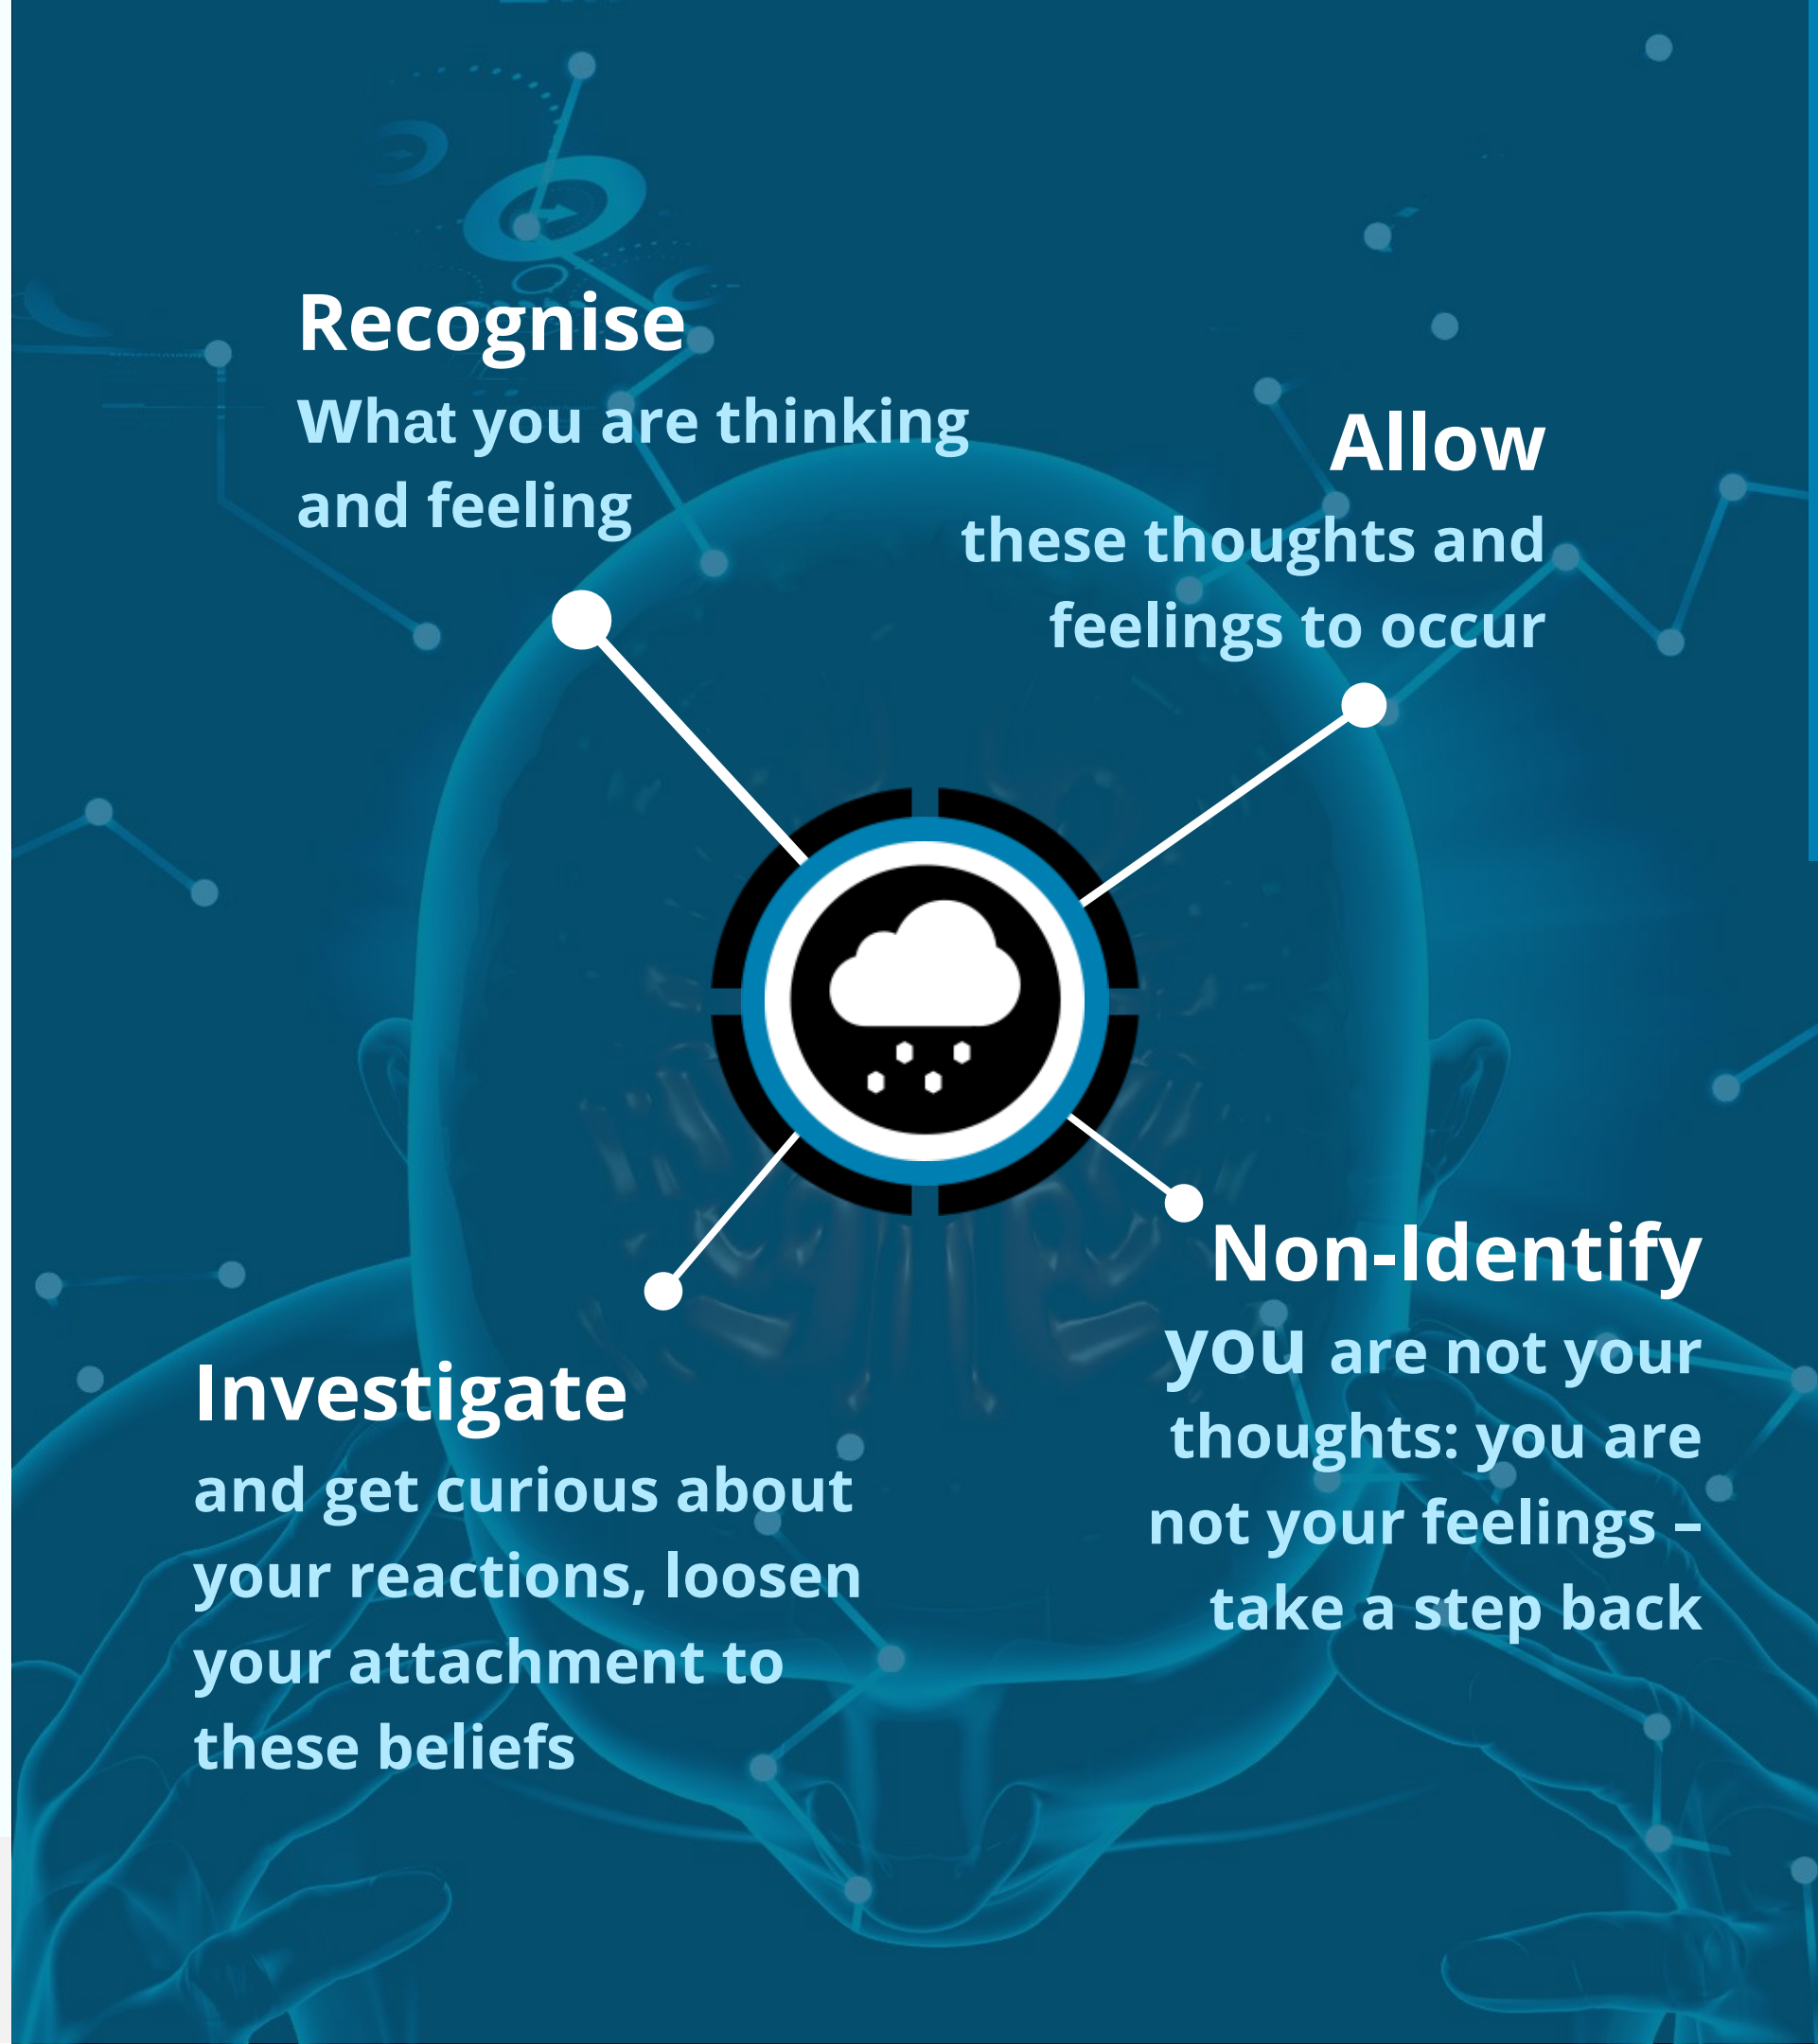 Recognise
What you are thinking
and feeling
Allow
these thoughts and
feelings to occur
Investigate
and get curious about
your reactions, loosen
your attachment to
these beliefs
Non-Identify
you are not your
thoughts: you are
not your feelings –
take a step back